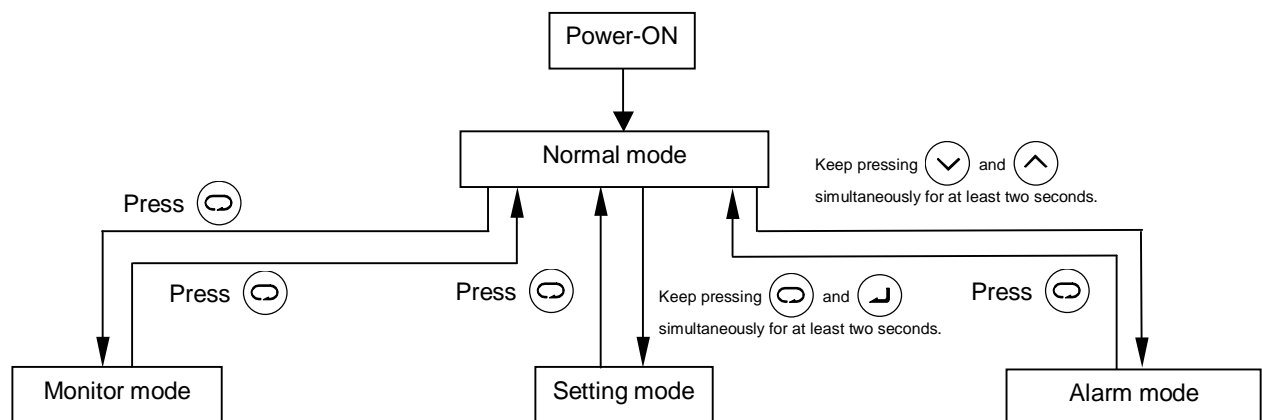 Power-ON
Normal mode
Keep pressing and
simultaneously for at least two seconds.
Press
Press
Press
Keep pressing and
simultaneously for at least two seconds.
Press
Monitor mode
Setting mode
Alarm mode